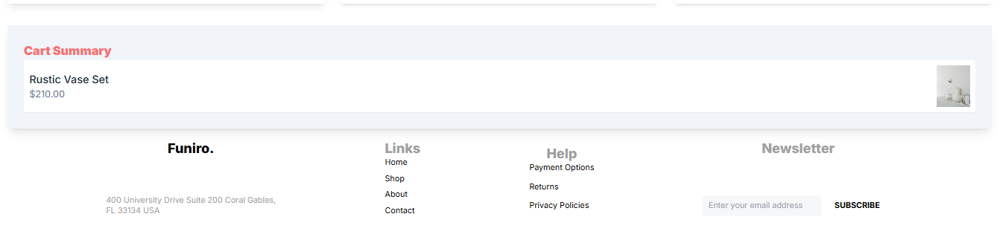 Cart Summary
Rustic Vase Set
$210.00
Funiro.
400 University Drive Suite 200 Coral Gables,
FL 33134 USA
Links
Home
Shop
About
Contact
Help
Payment Options
Returns
Privacy Policies
Newsletter
Enter your email address
SUBSCRIBE